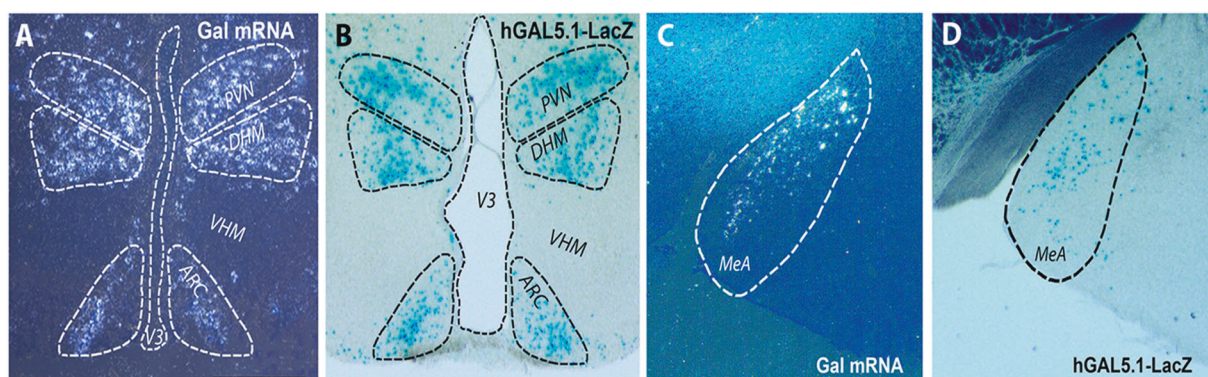 A
Gal mRNA
PVN
DHM
VHM
ARC
V3
B
hGAL5.1-LacZ
PVN
DHM
V3
VHM
ARC
C
MeA
Gal mRNA
D
MeA
hGAL5.1-LacZ